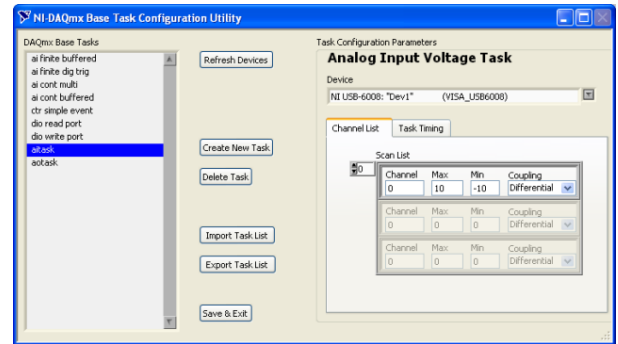 NI-DAQmx Base Task Configuration Utility
DAQmx Base Tasks
ai finite buffered
ai finite dig trig
ai cont multi
ai cont buffered
ctr simple event
dio read port
dio write port
aitask
aotask
Refresh Devices
Create New Task
Delete Task
Import Task List
Export Task List
Save & Exit
Task Configuration Parameters
Analog Input Voltage Task
Device
NI USB-6008: "Dev1" (VISA_USB6008)
Channel List Task Timing
Scan List
0
Channel Max Min Coupling
0 10 -10 Differential
Channel Max Min Coupling
0 0 0 Differential
Channel Max Min Coupling
0 0 0 Differential